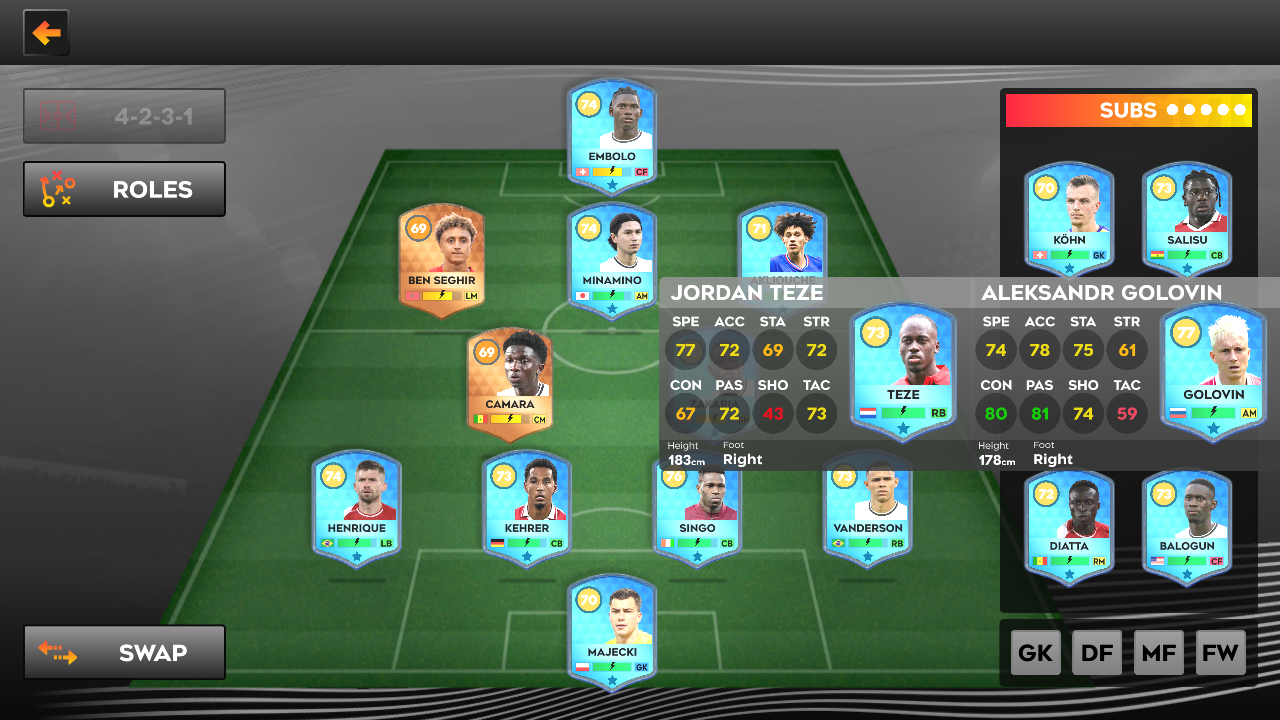 4-2-3-1
ROLES
SWAP
74
EMBOLO
CF
69
BEN SEGHIR
LM
74
MINAMINO
AM
71
AKLIOUCHE
69
CAMARA
CM
ZAKARIA
74
HENRIQUE
LB
73
KEHRER
CB
76
SINGO
CB
73
VANDERSON
RB
70
MAJECKI
GK
SUBS
70
KÖHN
GK
73
SALISU
CB
JORDAN TEZE
SPE ACC STA STR
77 72 69 72
CON PAS SHO TAC
67 72 43 73
Height Foot
183cm Right
73
TEZE
RB
ALEKSANDR GOLOVIN
SPE ACC STA STR
74 78 75 61
CON PAS SHO TAC
80 81 74 59
Height Foot
178cm Right
77
GOLOVIN
AM
72
DIATTA
RM
73
BALOGUN
CF
GK DF MF FW